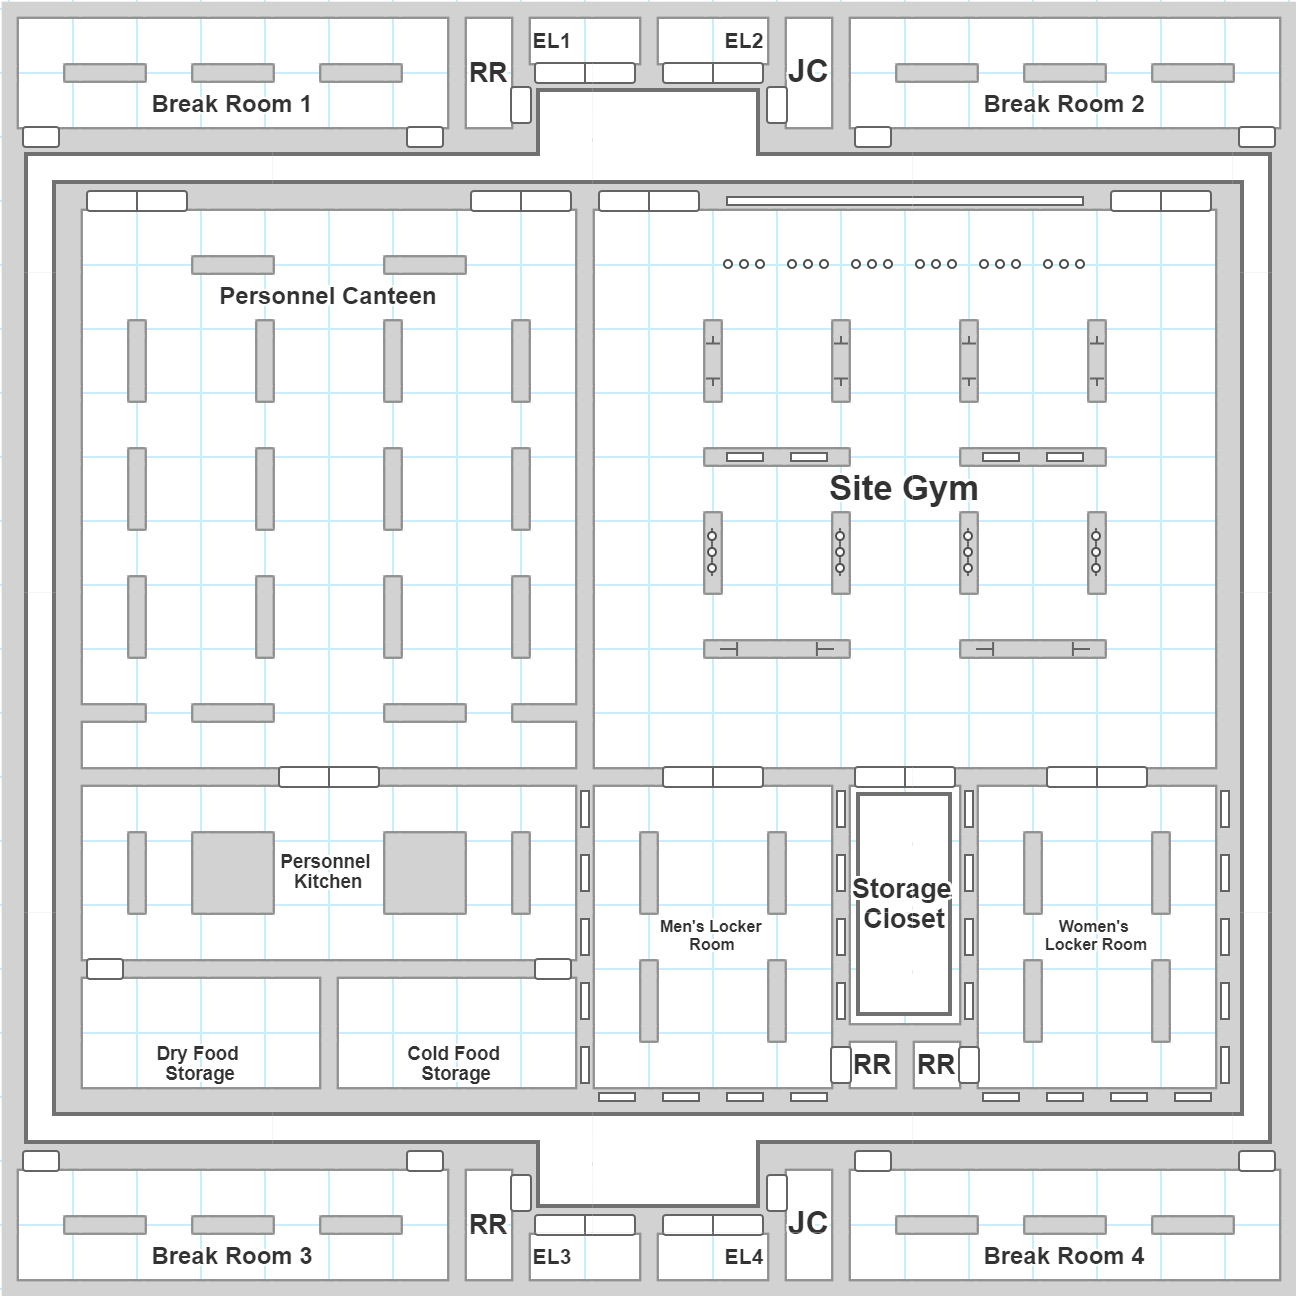 EL1
EL2
RR
JC
Break Room 1
Break Room 2
Personnel Canteen
Site Gym
Personnel
Kitchen
Storage
Closet
Men's Locker
Room
Women's
Locker Room
Dry Food
Storage
Cold Food
Storage
RR
RR
RR
JC
Break Room 3
EL3
EL4
Break Room 4